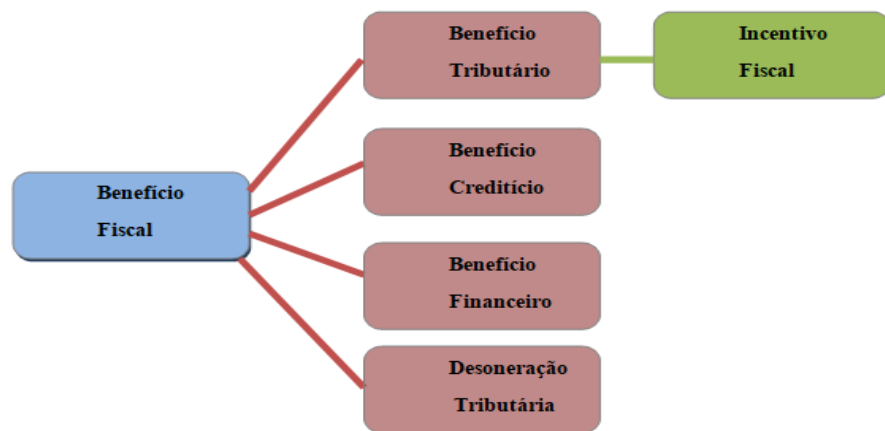 Benefício
Fiscal
Benefício
Tributário
Incentivo
Fiscal
Benefício
Creditício
Benefício
Financeiro
Desoneração
Tributária